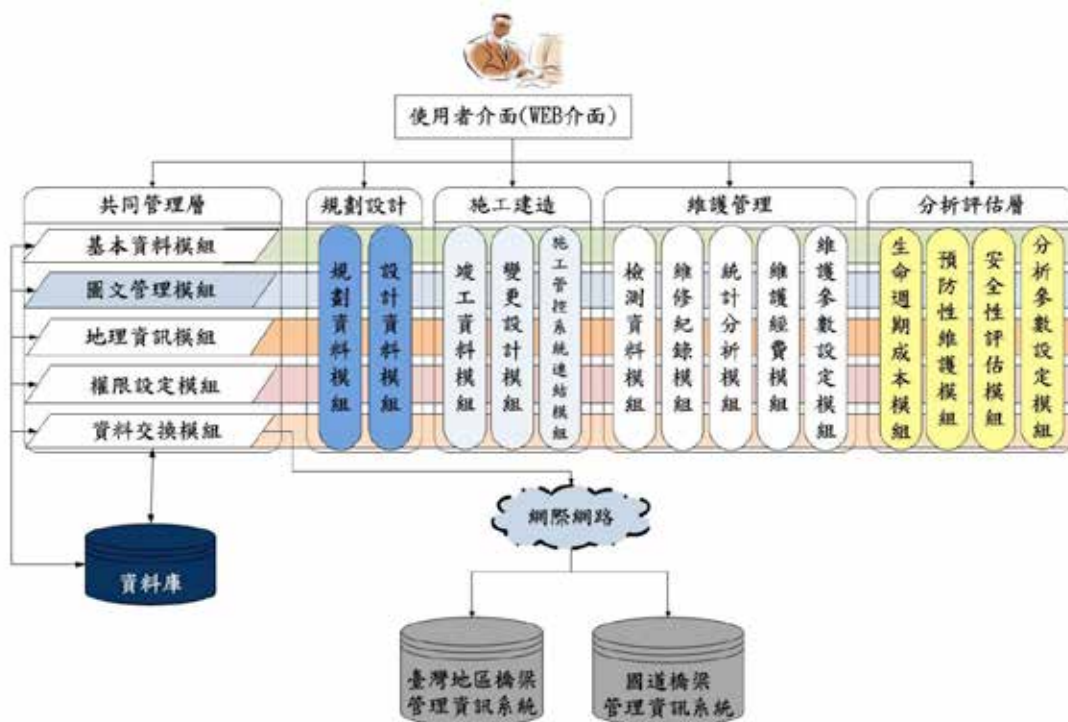 使用者介面(WEB介面)
共同管理層
規劃設計
施工建造
維護管理
分析評估層
基本資料模組
圖文管理模組
地理資訊模組
權限設定模組
資料交換模組
規劃資料模組
設計資料模組
竣工資料模組
變更設計模組
施工管控系統連結模組
檢測資料模組
維修紀錄模組
統計分析模組
維護經費模組
維護參數設定模組
生命週期成本模組
預防性維護模組
安全性評估模組
分析參數設定模組
網際網路
資料庫
臺灣地區橋梁
管理資訊系統
國道橋梁
管理資訊系統